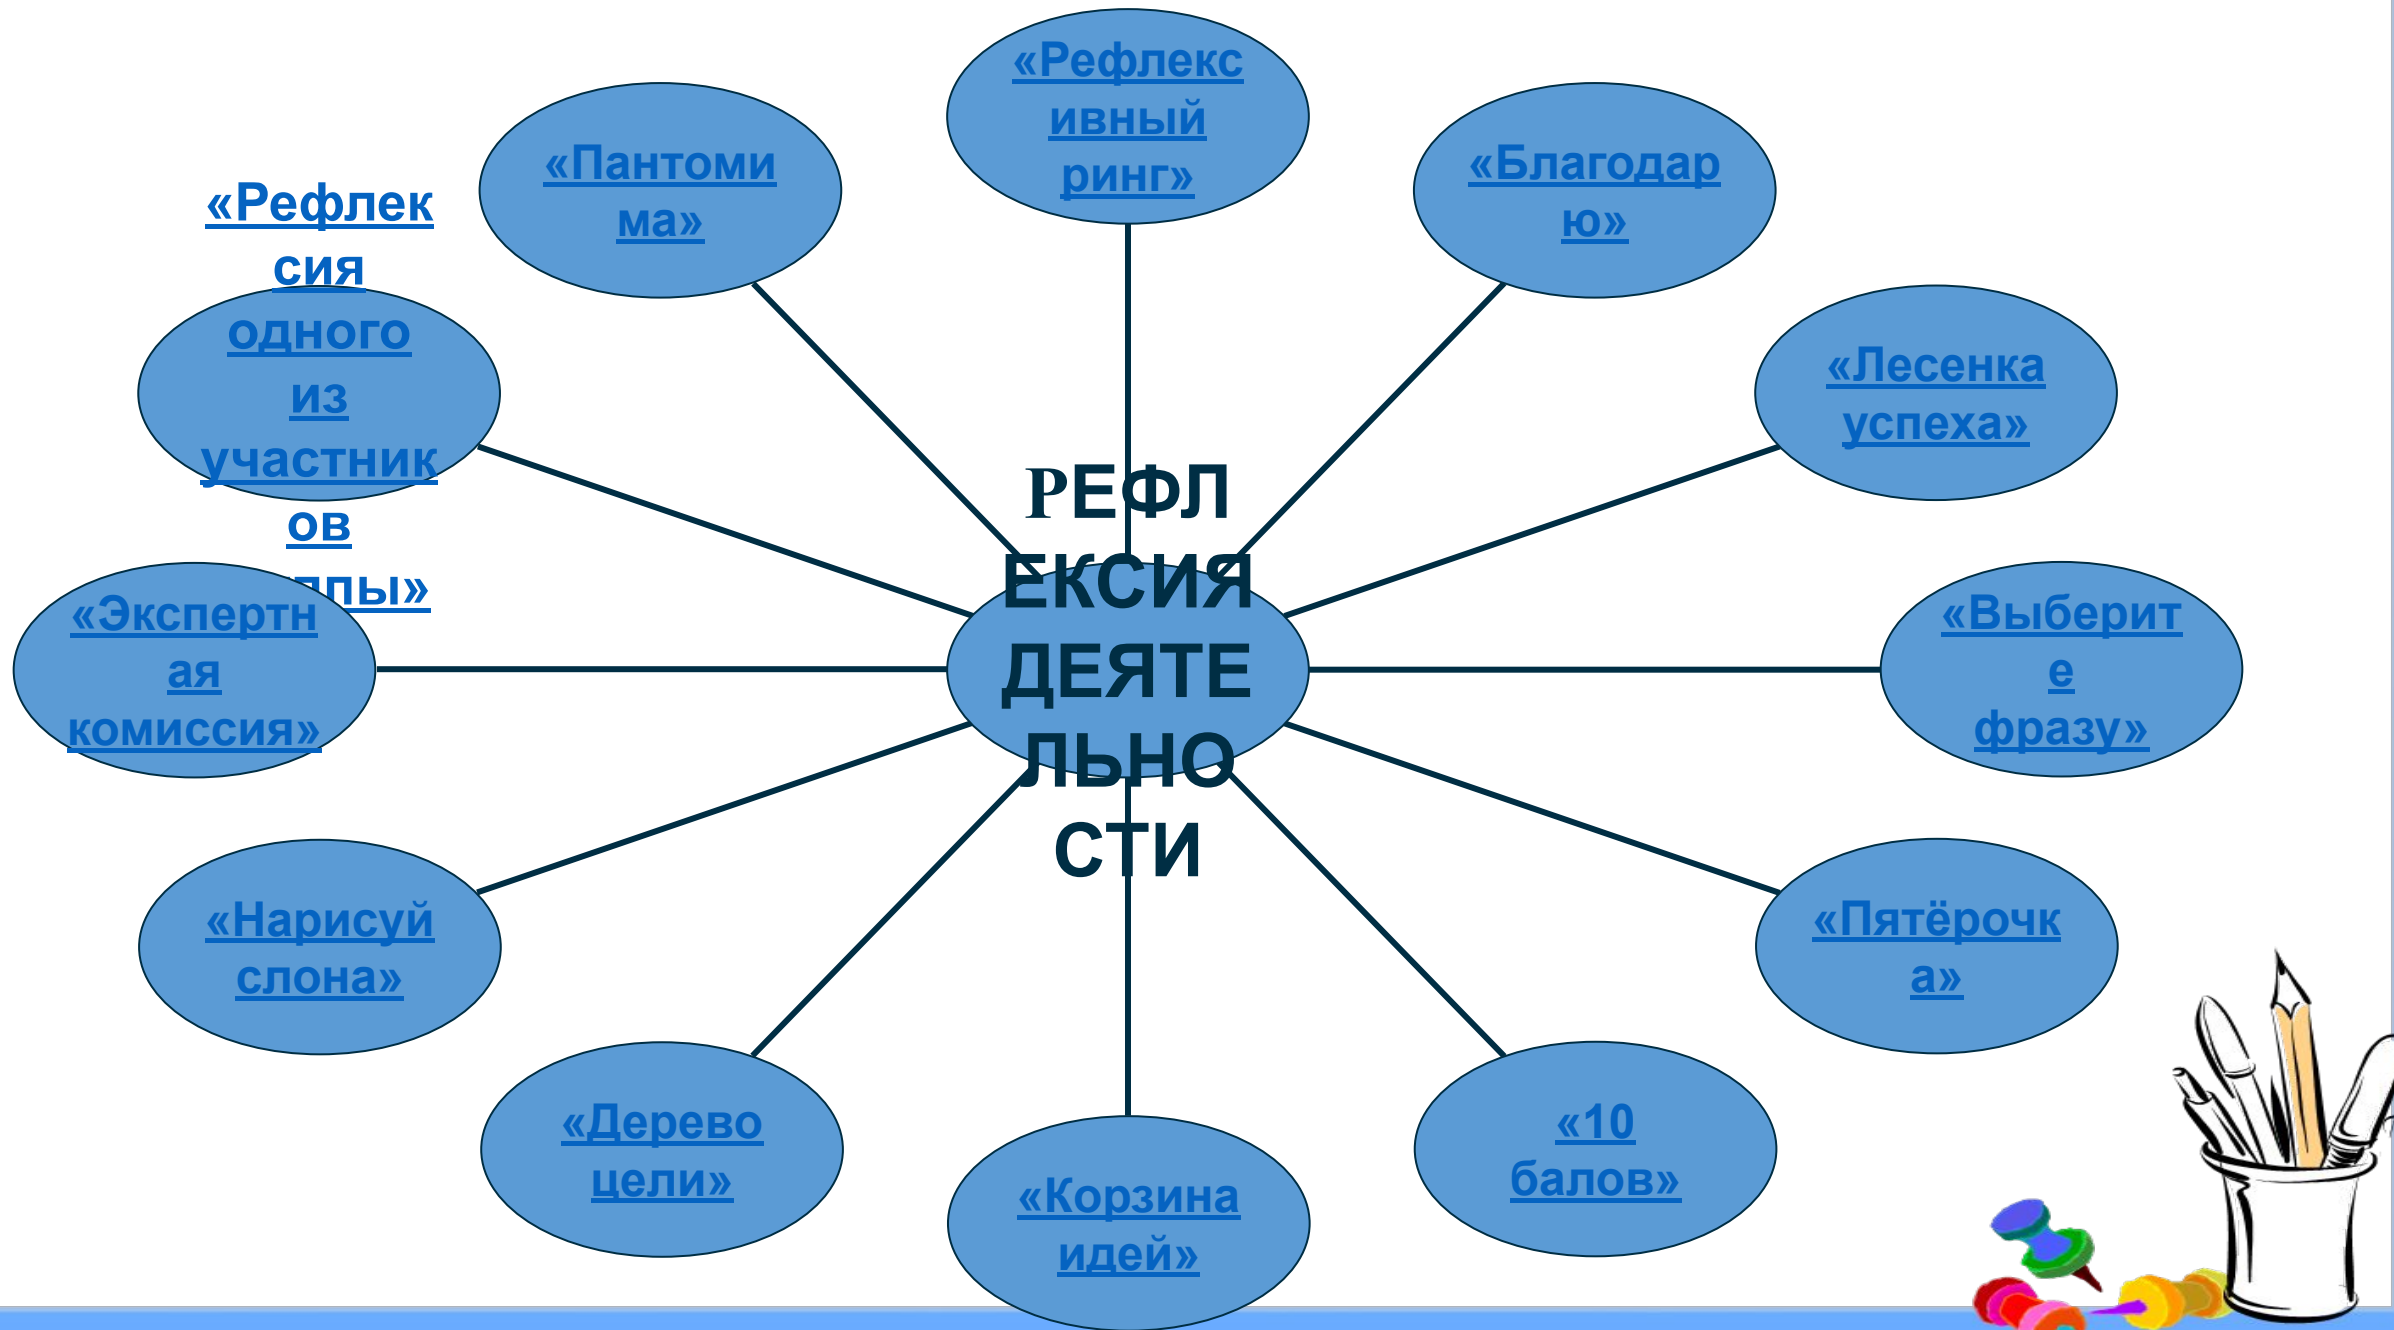 «Рефлекс
ивный
ринг»
«Благодар
ю»
«Лесенка
успеха»
«Выберит
е
фразу»
«Пятёрочк
а»
«10
балов»
«Корзина
идей»
«Дерево
цели»
«Нарисуй
слона»
«Экспертн
ая
комиссия»
«Рефлек
сия
одного
из
участник
ов
«Пантоми
ма»
РЕФЛ
ЕКСИЯ
ДЕЯТЕ
ЛЬНО
СТИ